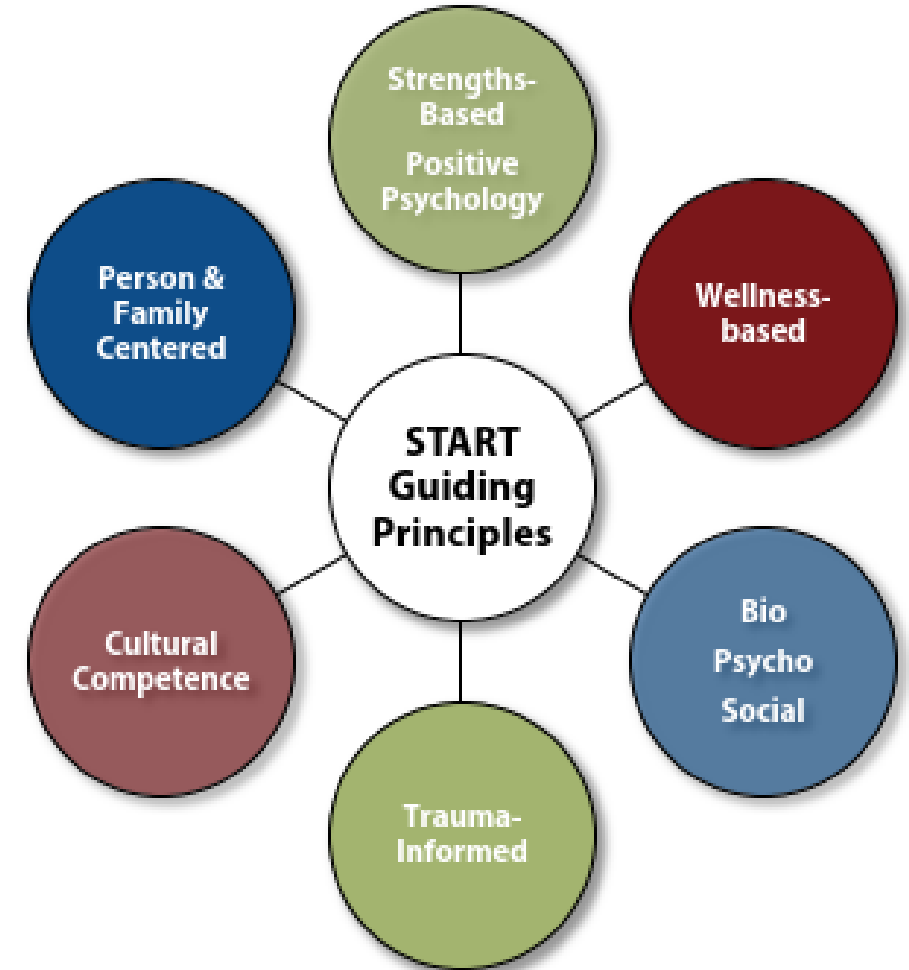 Strengths-
Based
Positive
Psychology
Person &
Family
Centered
Wellness-
based
START
Guiding
Principles
Cultural
Competence
Bio
Psycho
Social
Trauma-
Informed